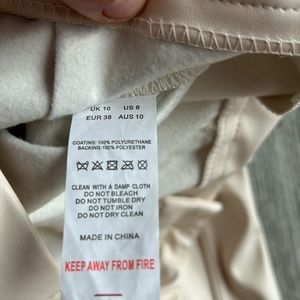 UK 10 US 6
EUR 38 AUS 10
COATING: 100% POLYURETHANE
BACKING: 100% POLYESTER
CLEAN WITH A DAMP CLOTH
DO NOT BLEACH
DO NOT TUMBLE DRY
DO NOT IRON
DO NOT DRY CLEAN
MADE IN CHINA
KEEP AWAY FROM FIRE